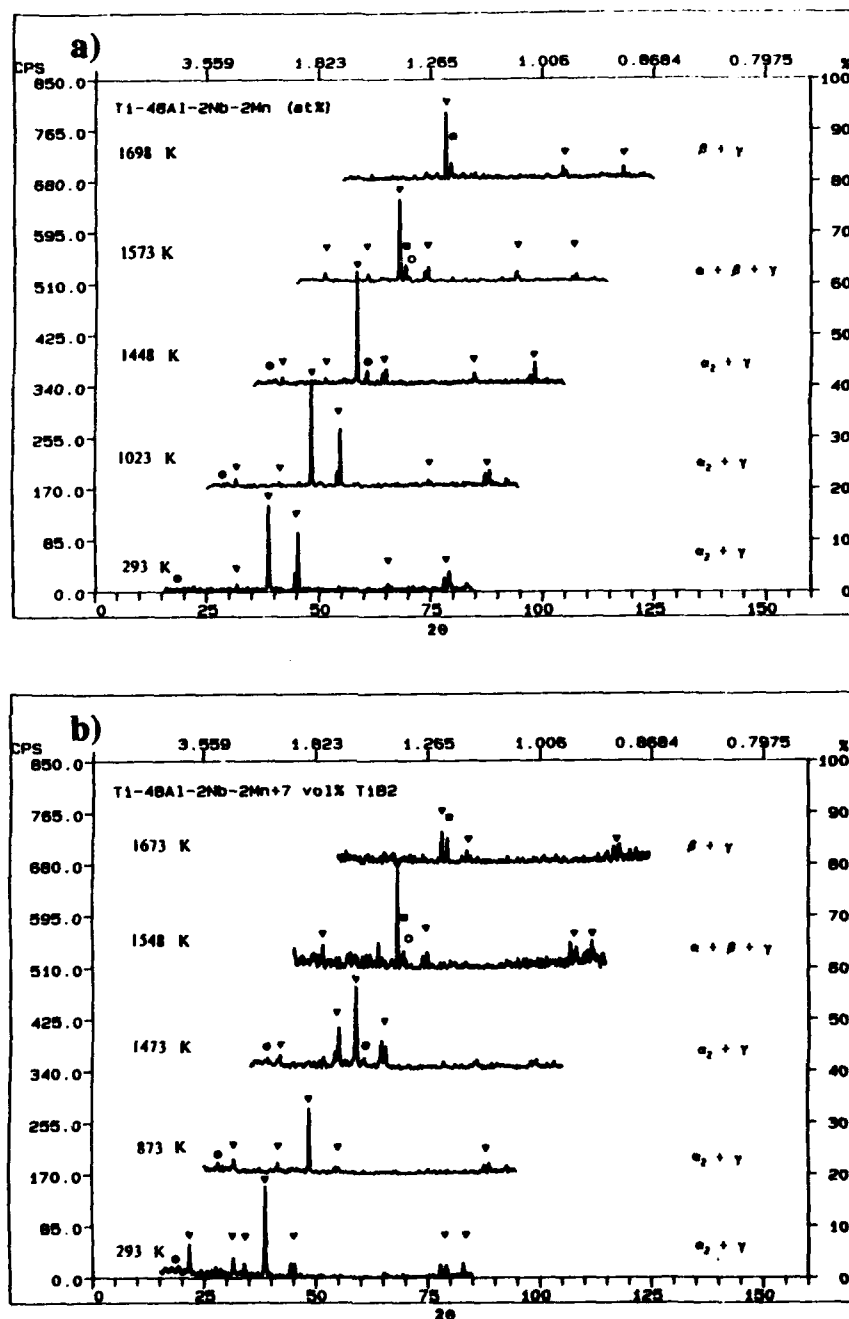 a)
3.559 1.823 1.265 1.006 0.8684 0.7975
CPS %
850.0 100
Ti-48Al-2Nb-2Mn (at%)
765.0 1698 K β + γ 90
680.0 80
595.0 1573 K α + β + γ 70
510.0 60
425.0 1448 K α₂ + γ 50
340.0 40
255.0 1023 K α₂ + γ 30
170.0 20
85.0 293 K α₂ + γ 10
0.0 0
0 50 75 100 125 150
2θ
b)
3.559 1.823 1.265 1.006 0.8684 0.7975
CPS %
850.0 100
Ti-48Al-2Nb-2Mn+7 vol% TiB2
765.0 1673 K β + γ 90
680.0 80
595.0 1548 K α + β + γ 70
510.0 60
425.0 1473 K α₂ + γ 50
340.0 40
255.0 873 K α₂ + γ 30
170.0 20
85.0 293 K α₂ + γ 10
0.0 0
0 50 75 100 125 150
2θ